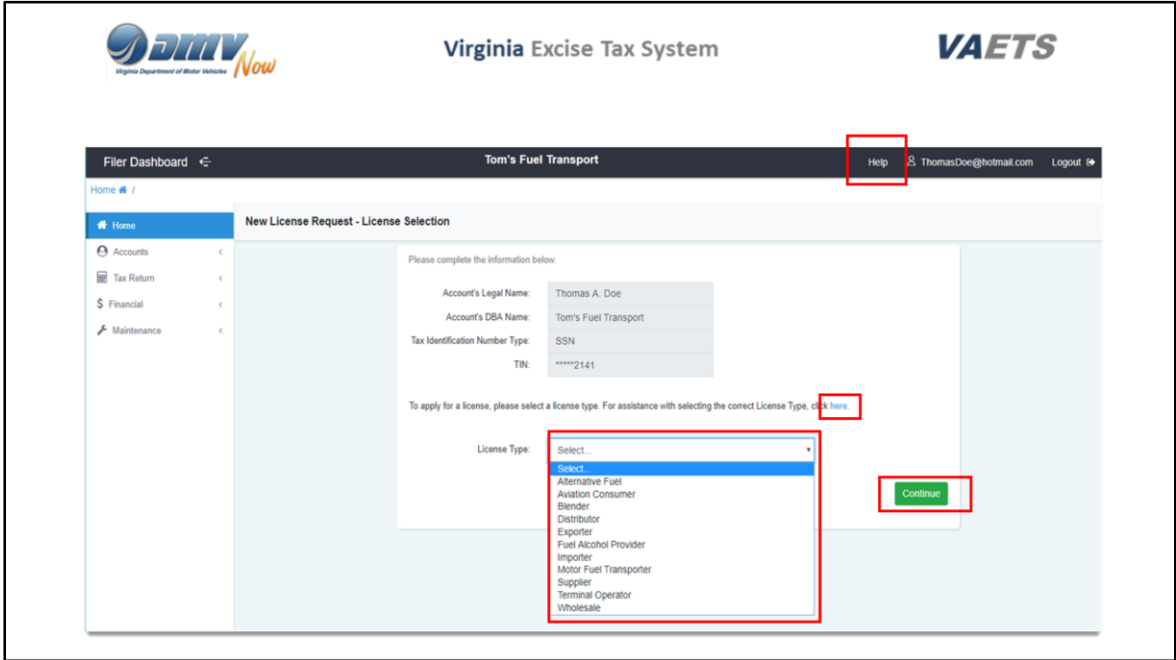 DMV Now
Virginia Department of Motor Vehicles
Virginia Excise Tax System
VAETS
Filer Dashboard
Tom's Fuel Transport
Help
ThomasDoe@hotmail.com
Logout
Home /
Home
Accounts
Tax Return
$ Financial
Maintenance
New License Request - License Selection
Please complete the information below.
Account's Legal Name: Thomas A. Doe
Account's DBA Name: Tom's Fuel Transport
Tax Identification Number Type: SSN
TIN: *****2141
To apply for a license, please select a license type. For assistance with selecting the correct License Type, click here.
License Type: Select...
Select...
Alternative Fuel
Aviation Consumer
Blender
Distributor
Exporter
Fuel Alcohol Provider
Importer
Motor Fuel Transporter
Supplier
Terminal Operator
Wholesale
Continue